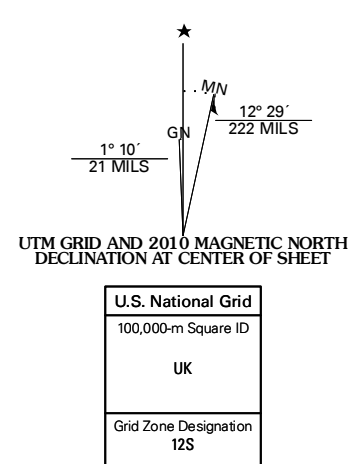 ★
MN
12° 29´
222 MILS
GN
1° 10´
21 MILS
UTM GRID AND 2010 MAGNETIC NORTH
DECLINATION AT CENTER OF SHEET
U.S. National Grid
100,000-m Square ID
UK
Grid Zone Designation
12S